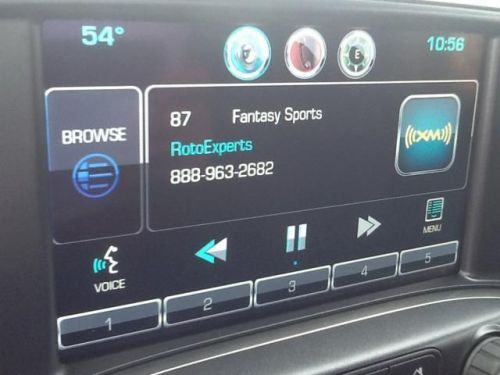 54°
E
10:56
BROWSE
87 Fantasy Sports
RotoExperts
888-963-2682
((XM))
VOICE
MENU
1 2 3 4 5